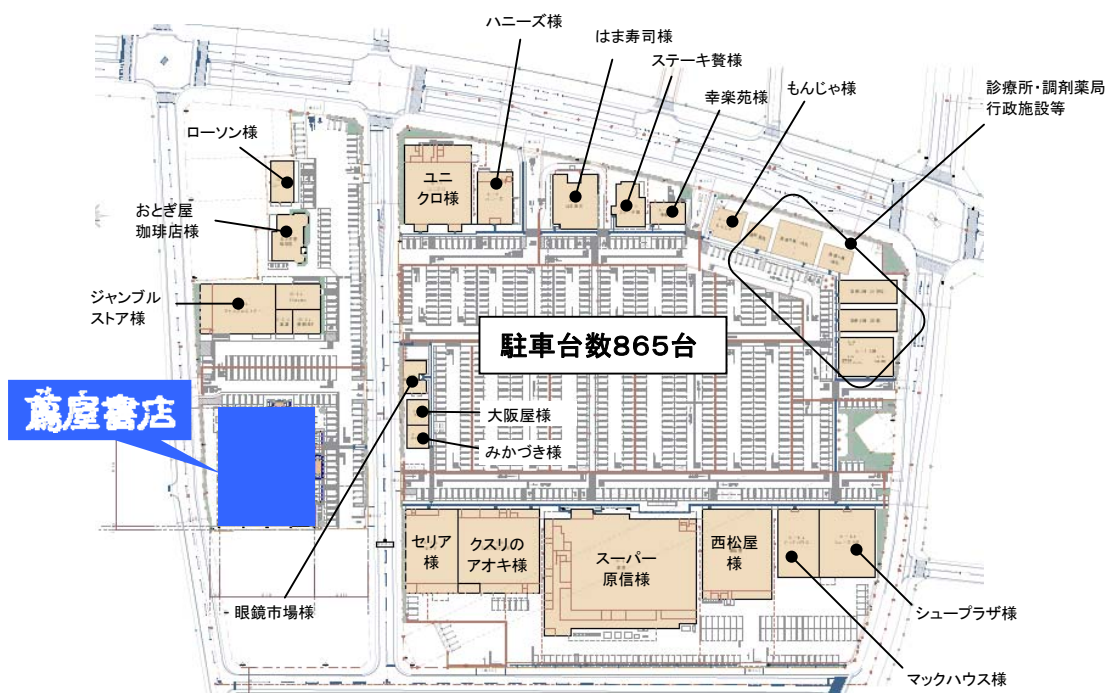 ハニーズ様
はま寿司様
ステーキ賛様
幸楽苑様
もんじゃ様
診療所・調剤薬局
行政施設等
ローソン様
ユニ
クロ様
おとぎ屋
珈琲店様
ジャンブル
ストア様
駐車台数865台
蔦屋書店
大阪屋様
みかづき様
セリア
様
クスリの
アオキ様
スーパー
原信様
西松屋
様
眼鏡市場様
シュープラザ様
マックハウス様